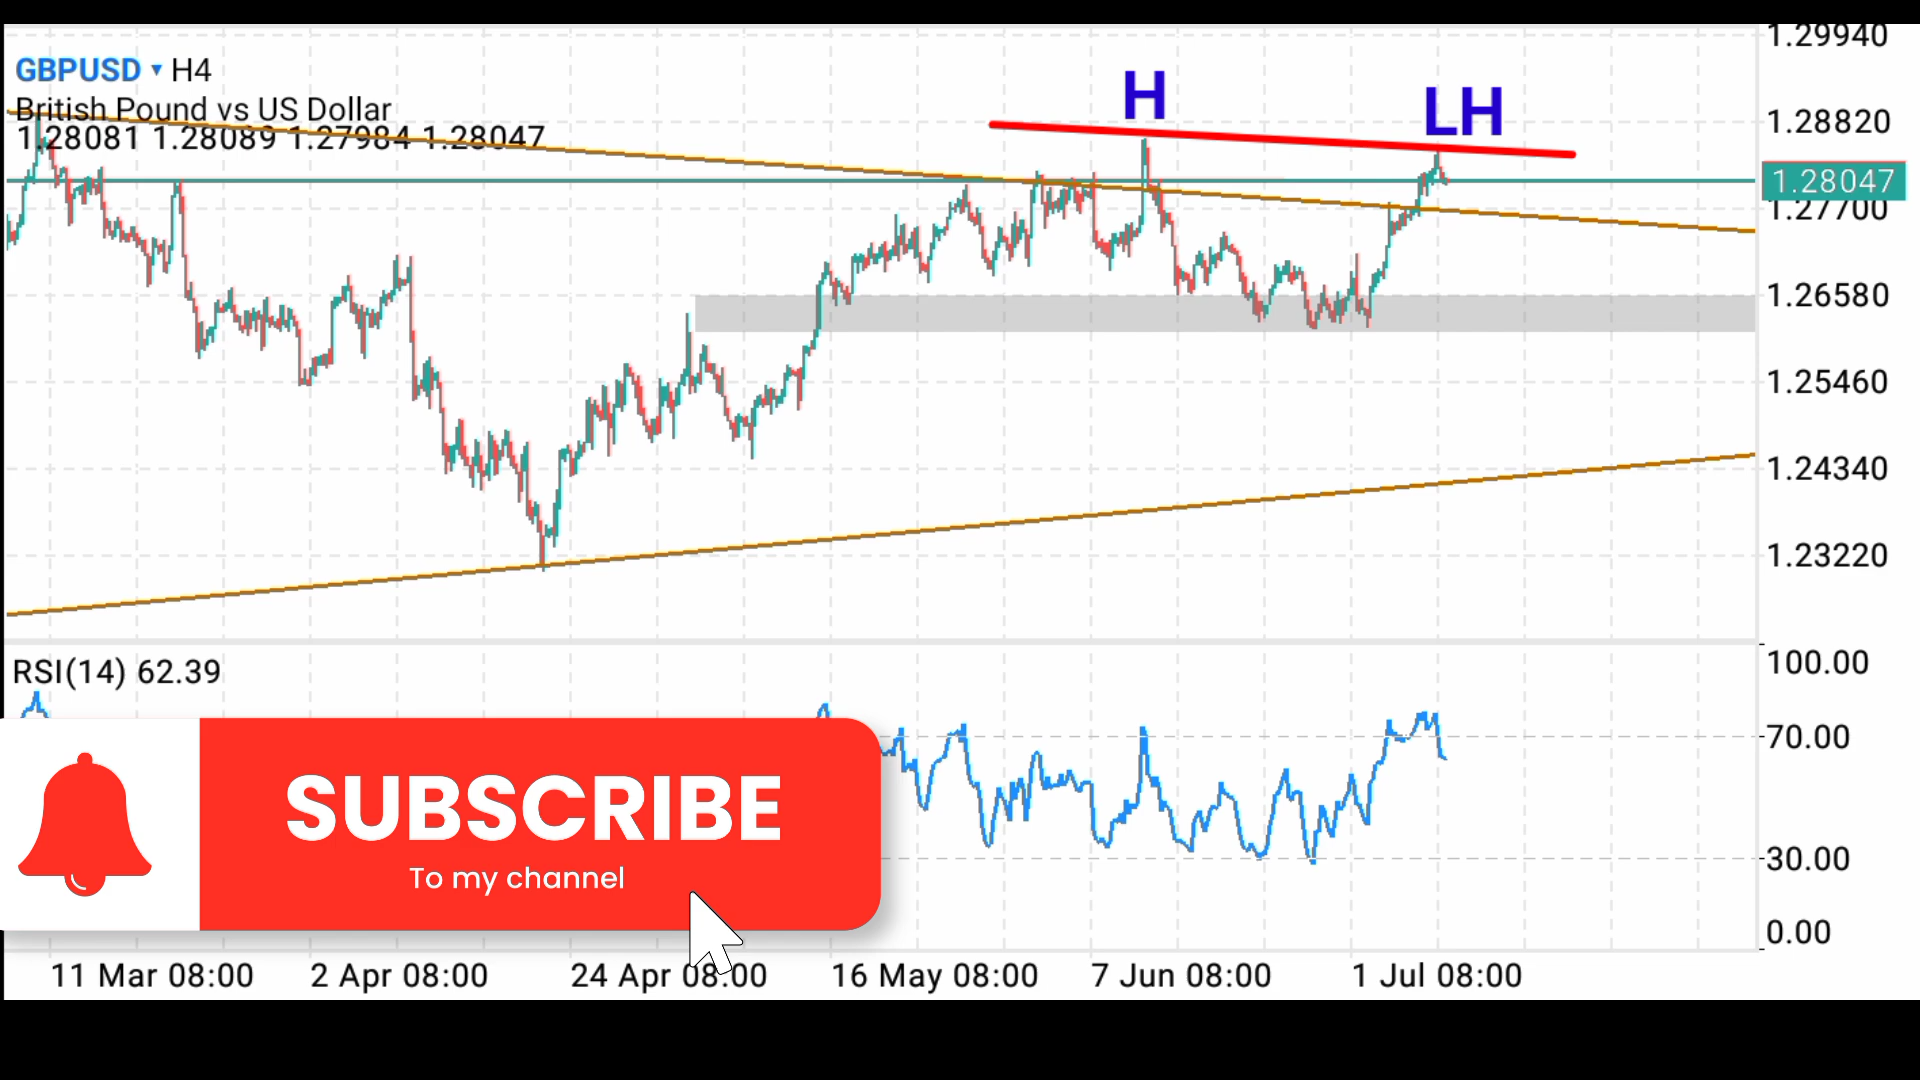 1.29940
GBPUSD ▾ H4
British Pound vs US Dollar
1.28081 1.28089 1.27984 1.28047
H
LH
1.28820
1.28047
1.27700
1.26580
1.25460
1.24340
1.23220
RSI(14) 62.39
100.00
70.00
30.00
0.00
SUBSCRIBE
To my channel
11 Mar 08:00 2 Apr 08:00 24 Apr 08:00 16 May 08:00 7 Jun 08:00 1 Jul 08:00